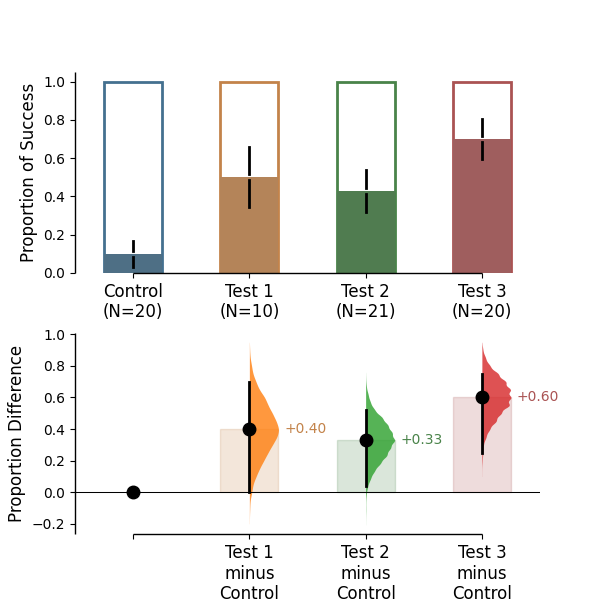 Proportion of Success
1.0
0.8
0.6
0.4
0.2
0.0
Control
(N=20)
Test 1
(N=10)
Test 2
(N=21)
Test 3
(N=20)
Proportion Difference
1.0
0.8
0.6
0.4
0.2
0.0
−0.2
+0.40
+0.33
+0.60
Test 1
minus
Control
Test 2
minus
Control
Test 3
minus
Control